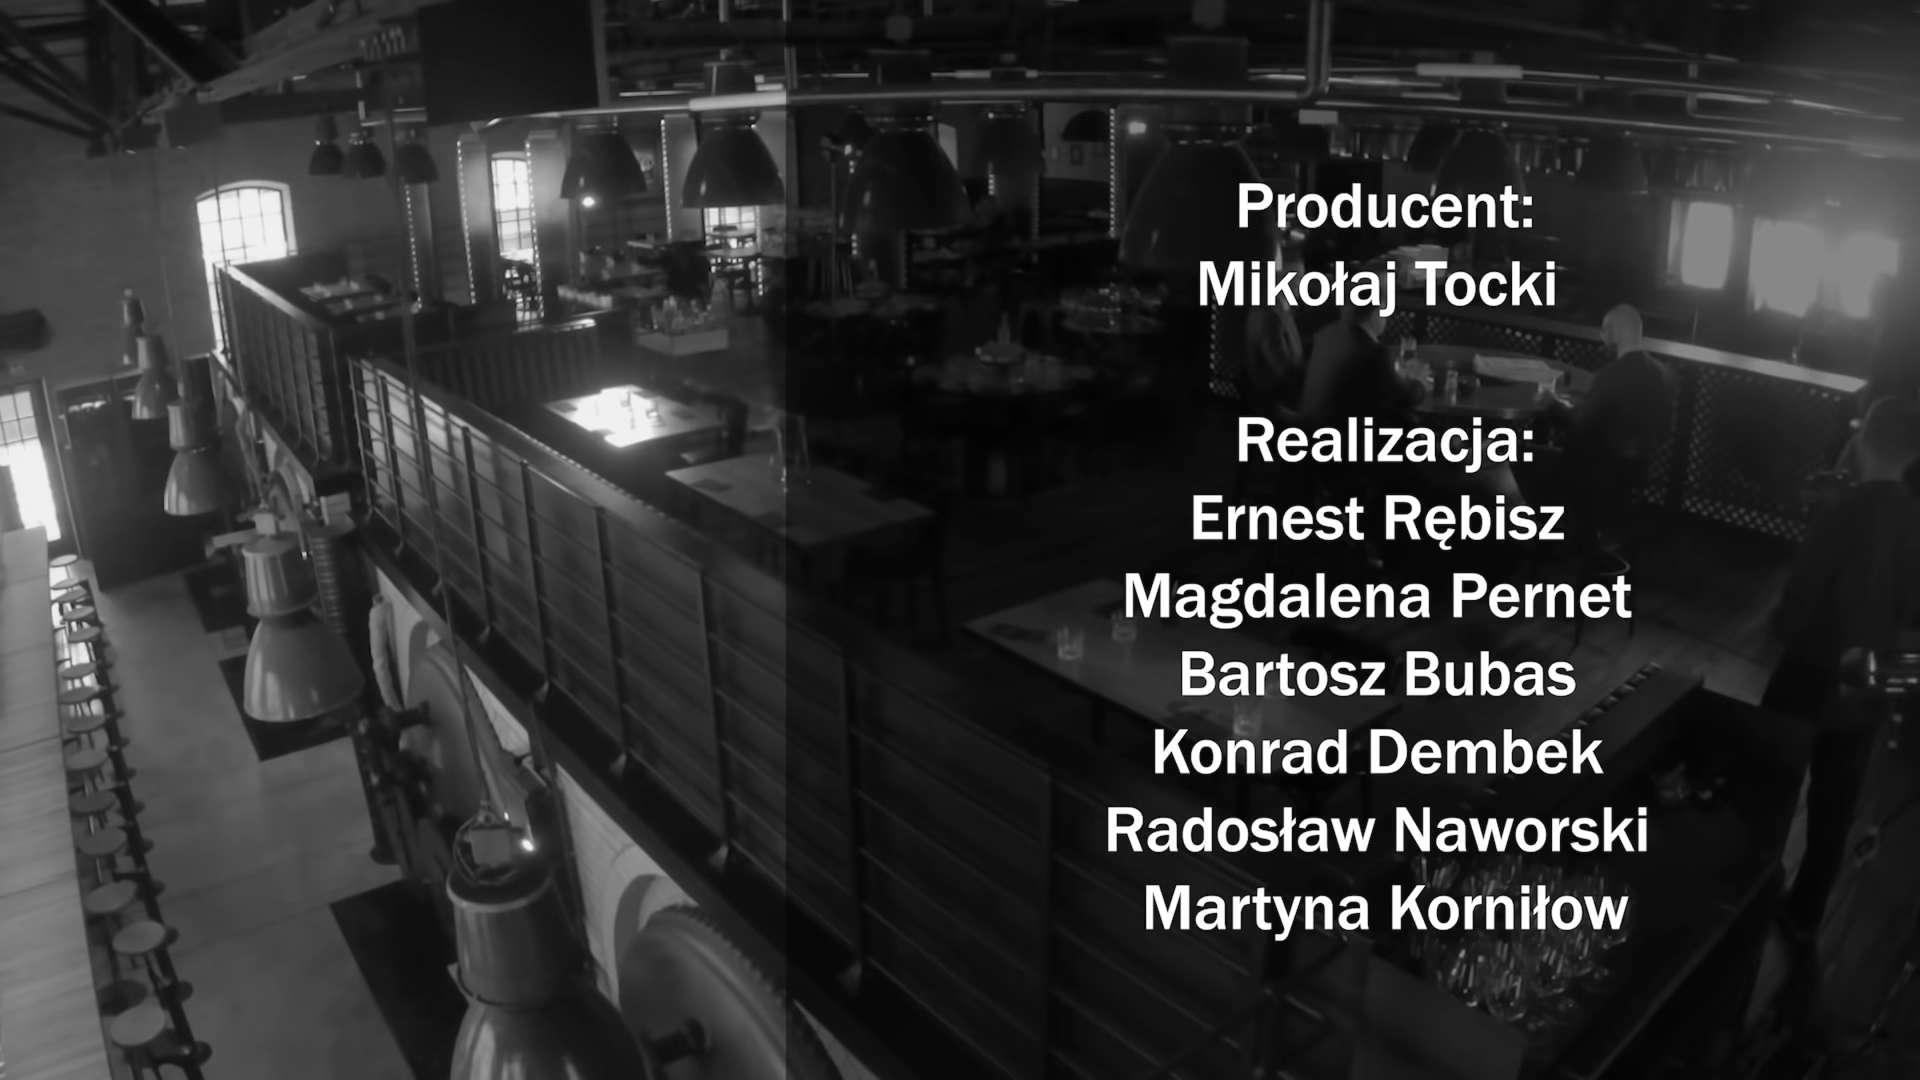 Producent:
Mikołaj Tocki
Realizacja:
Ernest Rębisz
Magdalena Pernet
Bartosz Bubas
Konrad Dembek
Radosław Naworski
Martyna Korniłow